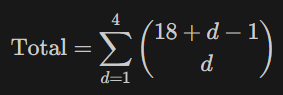 Total = \sum_{d=1}^{4} \binom{18 + d - 1}{d}